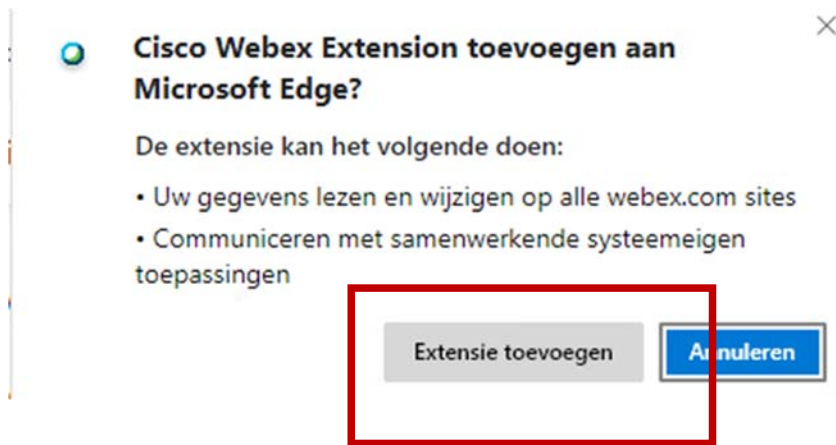 Cisco Webex Extension toevoegen aan
Microsoft Edge?
De extensie kan het volgende doen:
• Uw gegevens lezen en wijzigen op alle webex.com sites
• Communiceren met samenwerkende systeemeigen
toepassingen
Extensie toevoegen
Annuleren